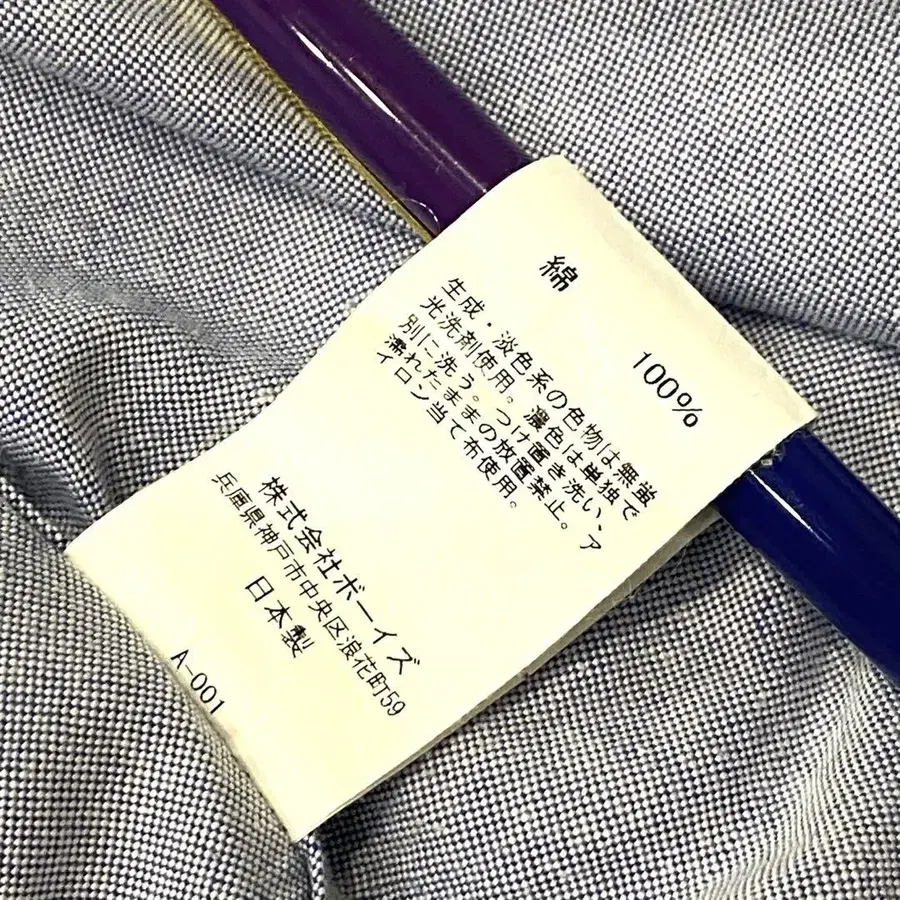 綿 100%
生成・淡色系の色物は無蛍
光洗剤使用。濃色は単独で
別に洗う。つけ置き洗い、
濡れたままの放置禁止。ア
イロン当て布使用。
株式会社ボーイズ
兵庫県神戸市中央区浪花町59
日本製
A-001